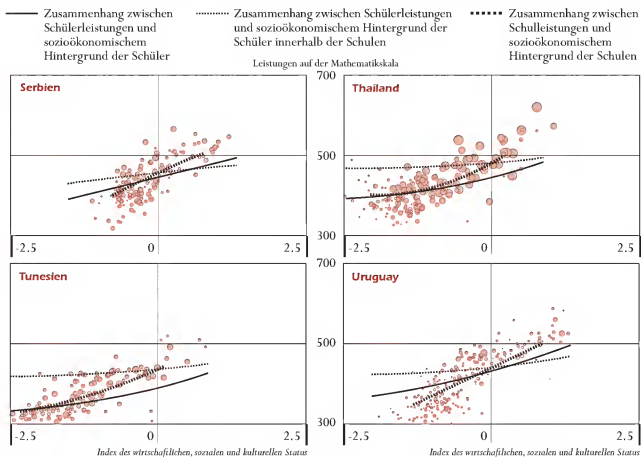 Zusammenhang zwischen
Schülerleistungen und
sozioökonomischem
Hintergrund der Schüler
Zusammenhang zwischen Schülerleistungen
und sozioökonomischem Hintergrund der
Schüler innerhalb der Schulen
Zusammenhang zwischen
Schulleistungen und
sozioökonomischem
Hintergrund der Schulen
Leistungen auf der Mathematikskala
Serbien
700
Thailand
500
-2.5 0 2.5
300
-2.5 0 2.5
Tunesien
700
Uruguay
500
300
-2.5 0 2.5
-2.5 0 2.5
Index des wirtschaftlichen, sozialen und kulturellen Status
Index des wirtschaftlichen, sozialen und kulturellen Status